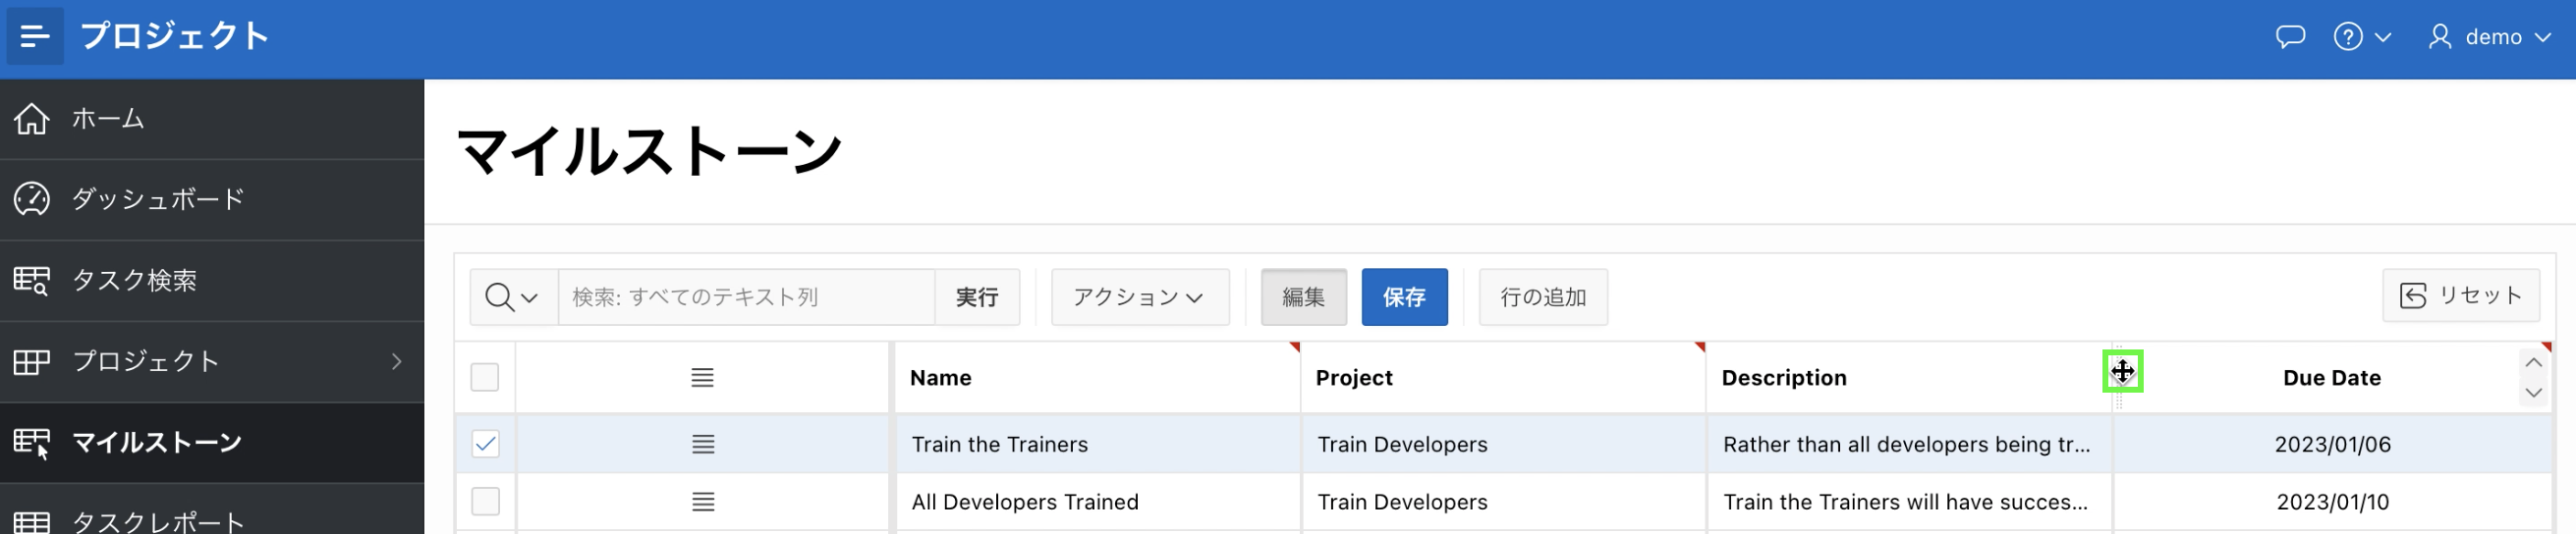 プロジェクト
demo
ホーム
ダッシュボード
タスク検索
プロジェクト
マイルストーン
タスクレポート
マイルストーン
検索: すべてのテキスト列 実行 アクション 編集 保存 行の追加 リセット
Name Project Description Due Date
Train the Trainers Train Developers Rather than all developers being tr... 2023/01/06
All Developers Trained Train Developers Train the Trainers will have succes... 2023/01/10